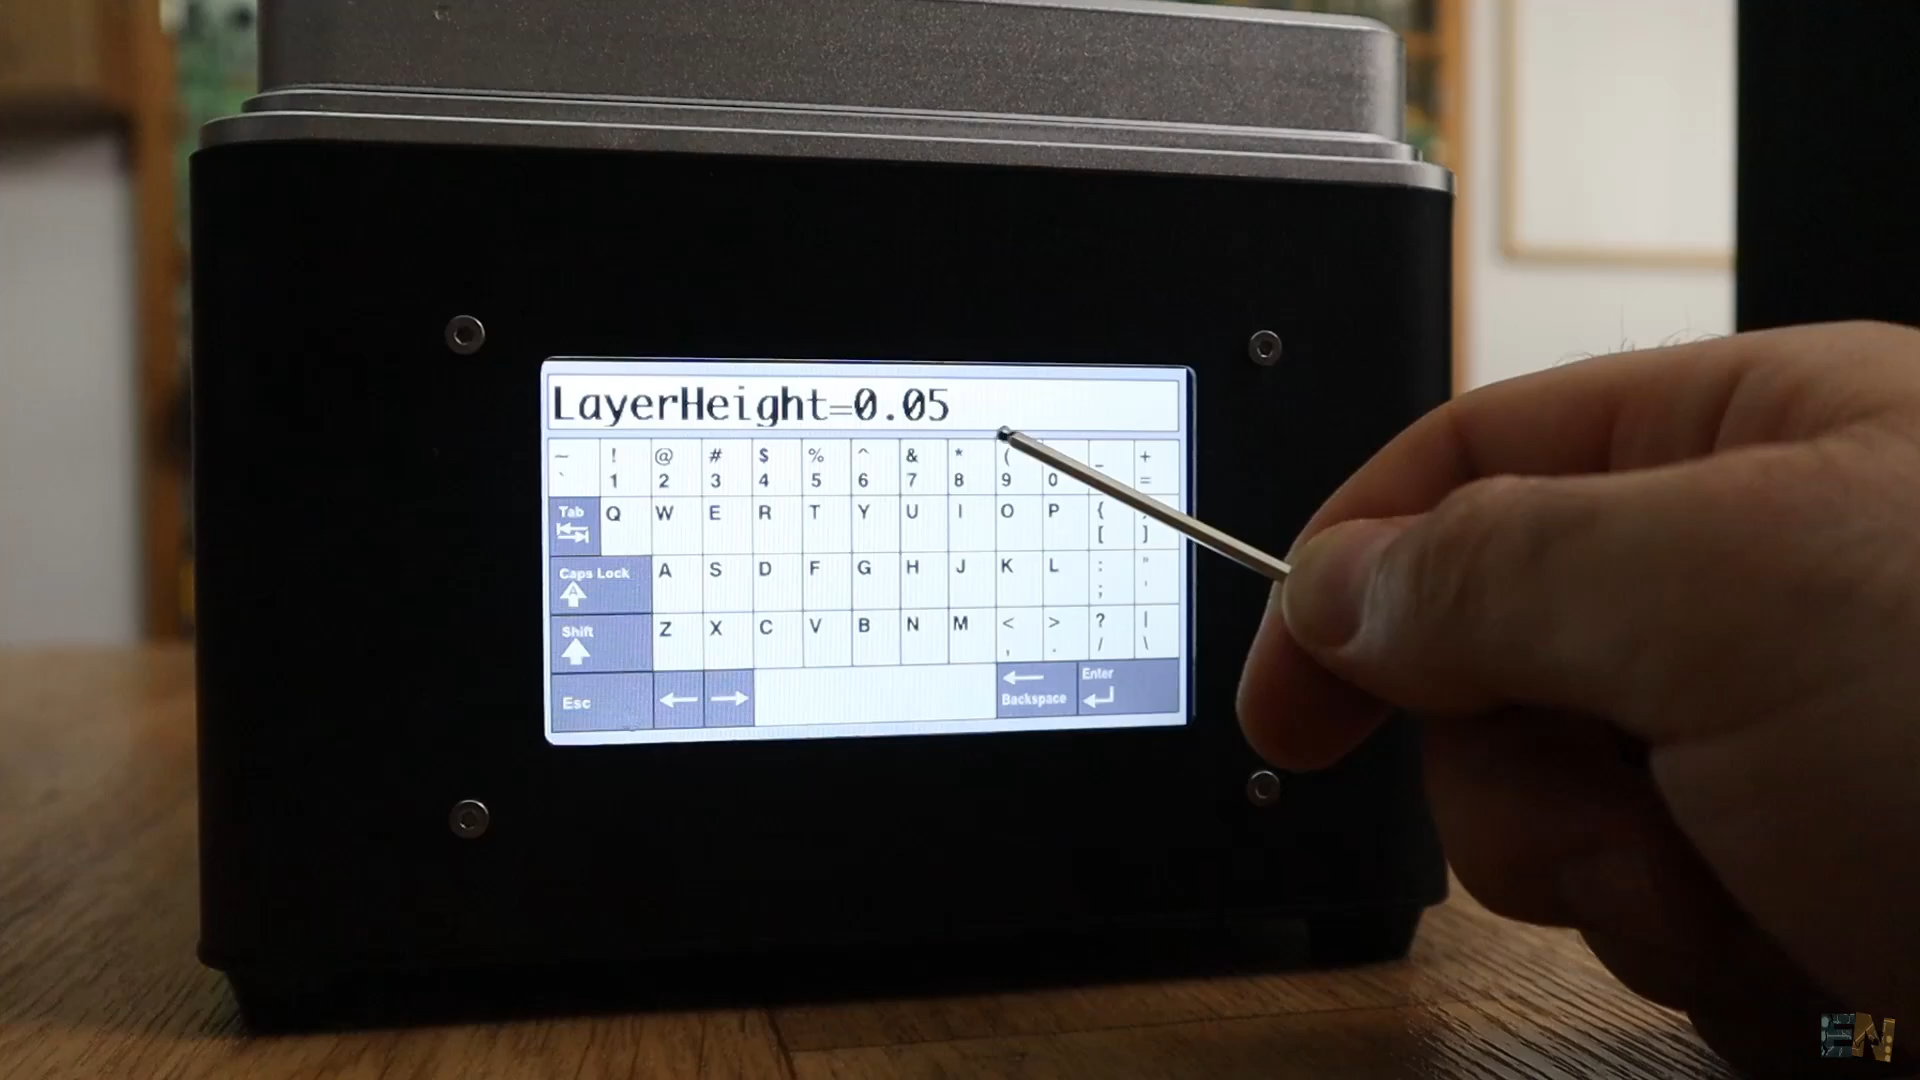 LayerHeight=0.05
~ ! @ # $ % ^ & * ( _ +
` 1 2 3 4 5 6 7 8 9 0 =
Tab Q W E R T Y U I O P { [ ]
Caps Lock A S D F G H J K L : ; " '
Shift Z X C V B N M < , > . ? / | \
Esc ← → ← Backspace Enter
EN